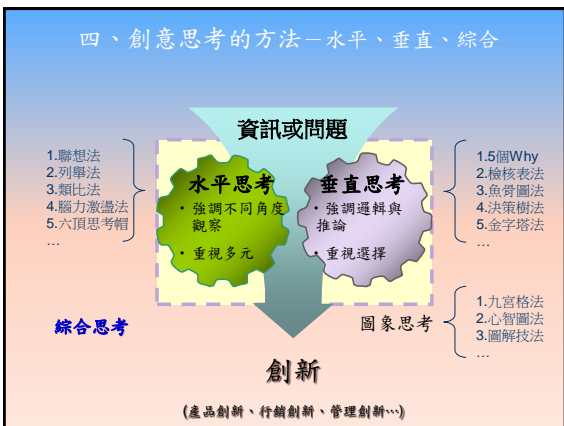 四、創意思考的方法－水平、垂直、綜合
資訊或問題
1.聯想法
2.列舉法
3.類比法
4.腦力激盪法
5.六頂思考帽
…
水平思考
• 強調不同角度
觀察
• 重視多元
垂直思考
• 強調邏輯與
推論
• 重視選擇
1.5個Why
2.檢核表法
3.魚骨圖法
4.決策樹法
5.金字塔法
…
綜合思考
圖象思考
1.九宮格法
2.心智圖法
3.圖解技法
…
創新
(產品創新、行銷創新、管理創新…)